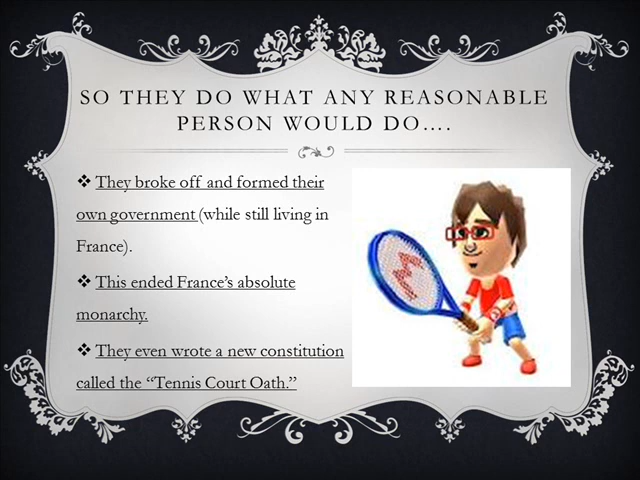 SO THEY DO WHAT ANY REASONABLE
PERSON WOULD DO....
❖ They broke off and formed their
own government (while still living in
France).
❖ This ended France's absolute
monarchy.
❖ They even wrote a new constitution
called the “Tennis Court Oath.”